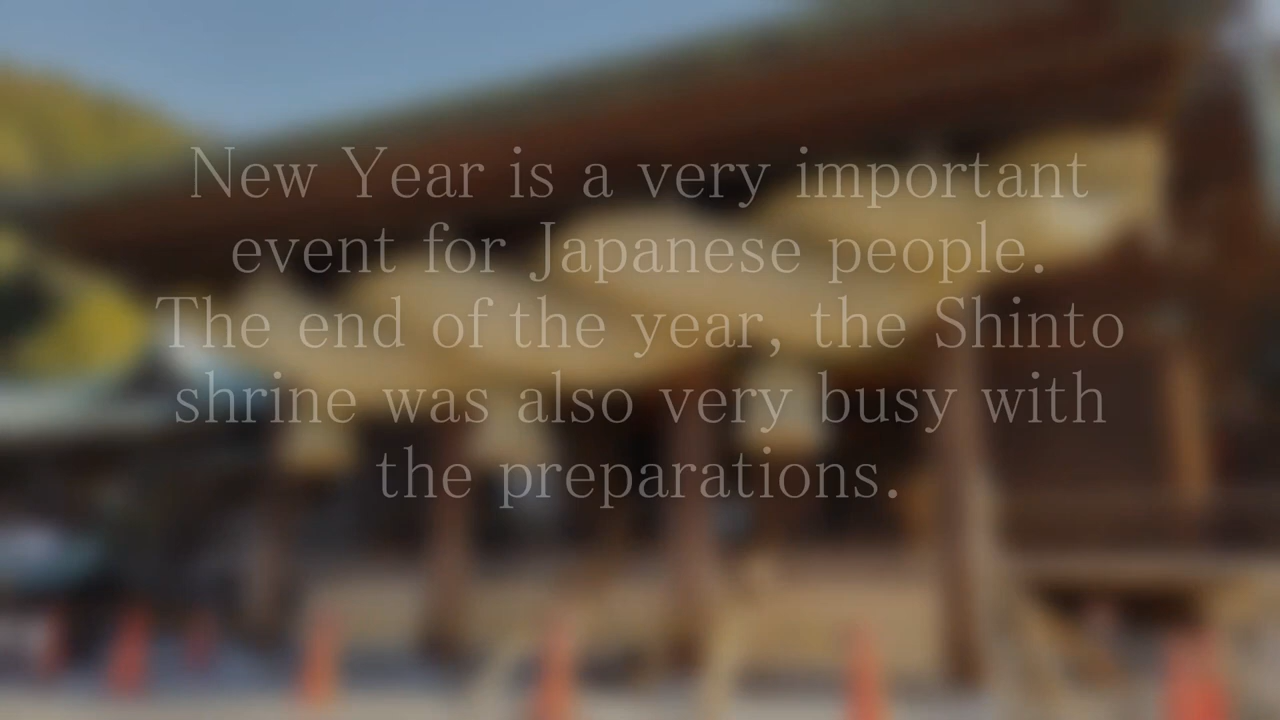 New Year is a very important
event for Japanese people.
The end of the year, the Shinto
shrine was also very busy with
the preparations.